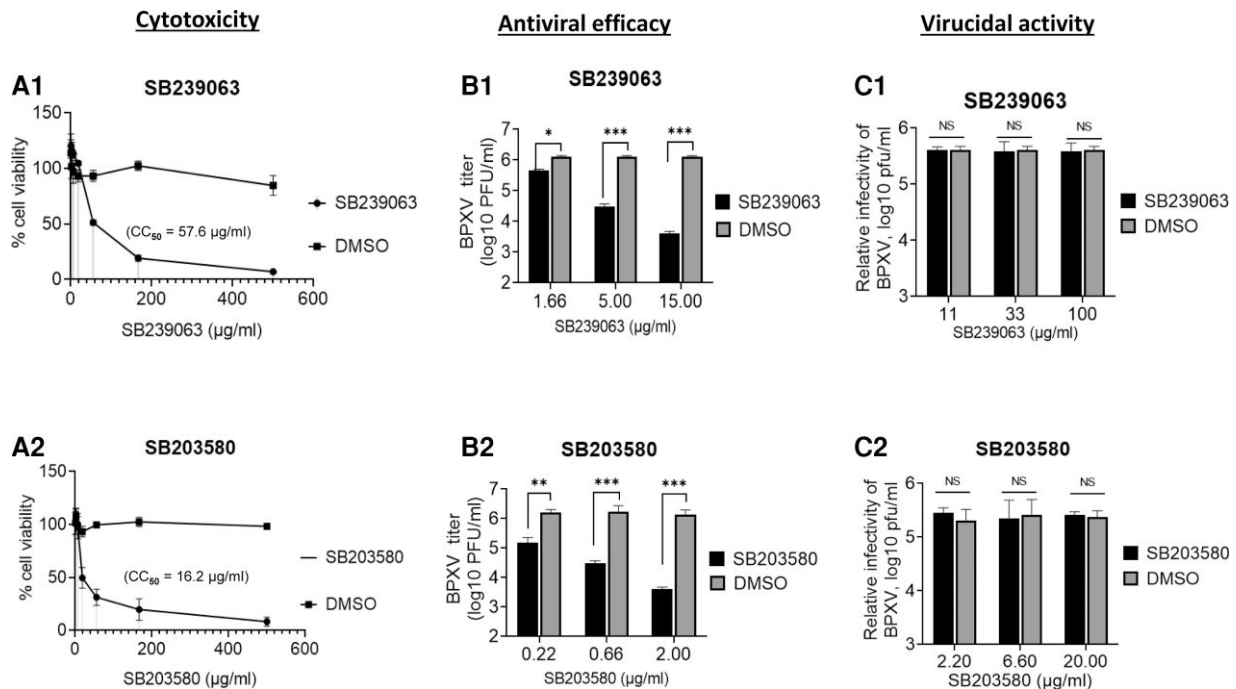 Cytotoxicity
Antiviral efficacy
Virucidal activity
A1
SB239063
150
100
50
0
% cell viability
(CC50 = 57.6 µg/ml)
0
200
400
600
SB239063 (µg/ml)
SB239063
DMSO
B1
SB239063
7
6
5
4
3
2
BPXV titer
(log10 PFU/ml)
*
***
***
1.66
5.00
15.00
SB239063 (µg/ml)
SB239063
DMSO
C1
SB239063
6
5
4
3
Relative infectivity of
BPXV, log10 pfu/ml
NS
NS
NS
11
33
100
SB239063 (µg/ml)
SB239063
DMSO
A2
SB203580
150
100
50
0
% cell viability
(CC50 = 16.2 µg/ml)
0
200
400
600
SB203580 (µg/ml)
SB203580
DMSO
B2
SB203580
7
6
5
4
3
2
BPXV titer
(log10 PFU/ml)
**
***
***
0.22
0.66
2.00
SB203580 (µg/ml)
SB203580
DMSO
C2
SB203580
6
5
4
3
Relative infectivity of
BPXV, log10 pfu/ml
NS
NS
NS
2.20
6.60
20.00
SB203580 (µg/ml)
SB203580
DMSO